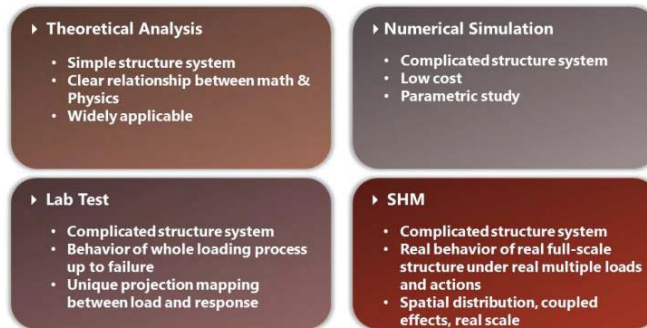 Theoretical Analysis
• Simple structure system
• Clear relationship between math &
Physics
• Widely applicable
Numerical Simulation
• Complicated structure system
• Low cost
• Parametric study
Lab Test
• Complicated structure system
• Behavior of whole loading process
up to failure
• Unique projection mapping
between load and response
SHM
• Complicated structure system
• Real behavior of real full-scale
structure under real multiple loads
and actions
• Spatial distribution, coupled
effects, real scale